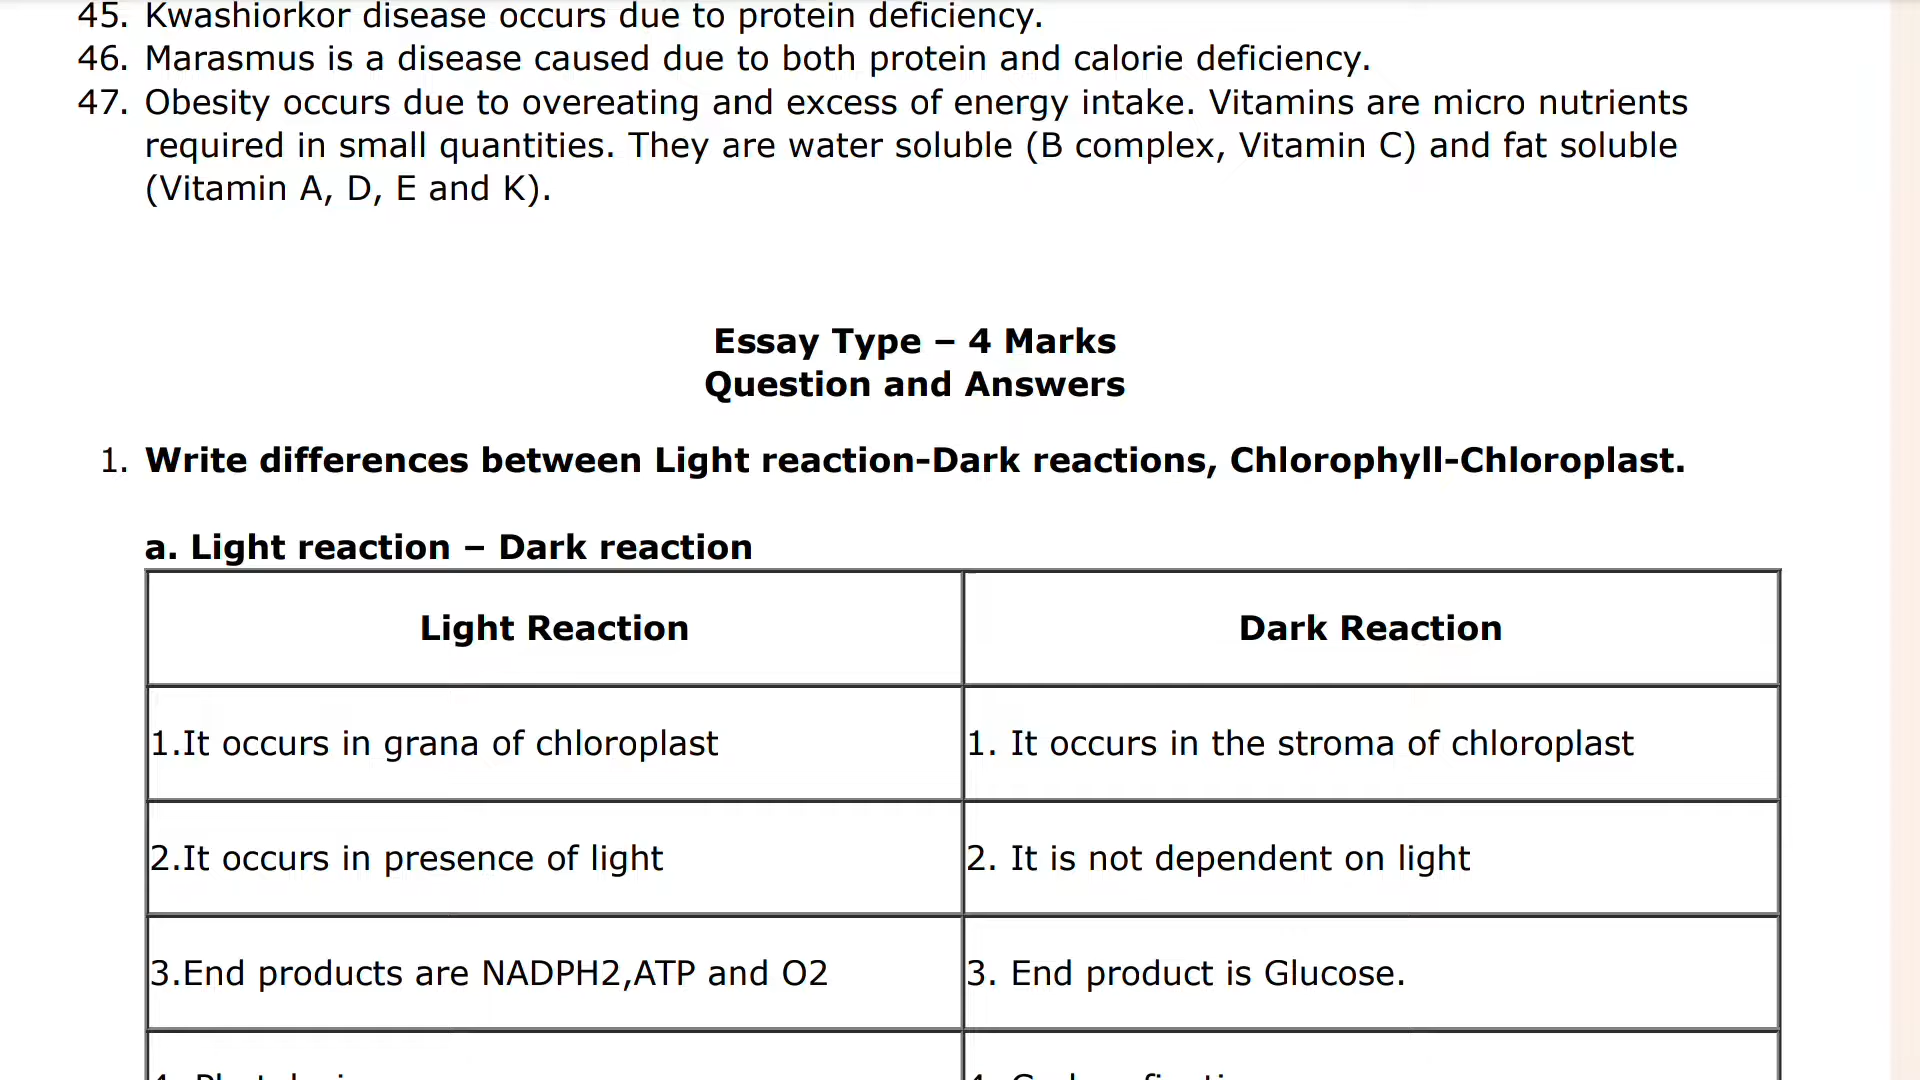 45. Kwashiorkor disease occurs due to protein deficiency.
46. Marasmus is a disease caused due to both protein and calorie deficiency.
47. Obesity occurs due to overeating and excess of energy intake. Vitamins are micro nutrients
required in small quantities. They are water soluble (B complex, Vitamin C) and fat soluble
(Vitamin A, D, E and K).
Essay Type – 4 Marks
Question and Answers
1. Write differences between Light reaction-Dark reactions, Chlorophyll-Chloroplast.
a. Light reaction – Dark reaction
Light Reaction
Dark Reaction
1.It occurs in grana of chloroplast
1. It occurs in the stroma of chloroplast
2.It occurs in presence of light
2. It is not dependent on light
3.End products are NADPH2,ATP and O2
3. End product is Glucose.